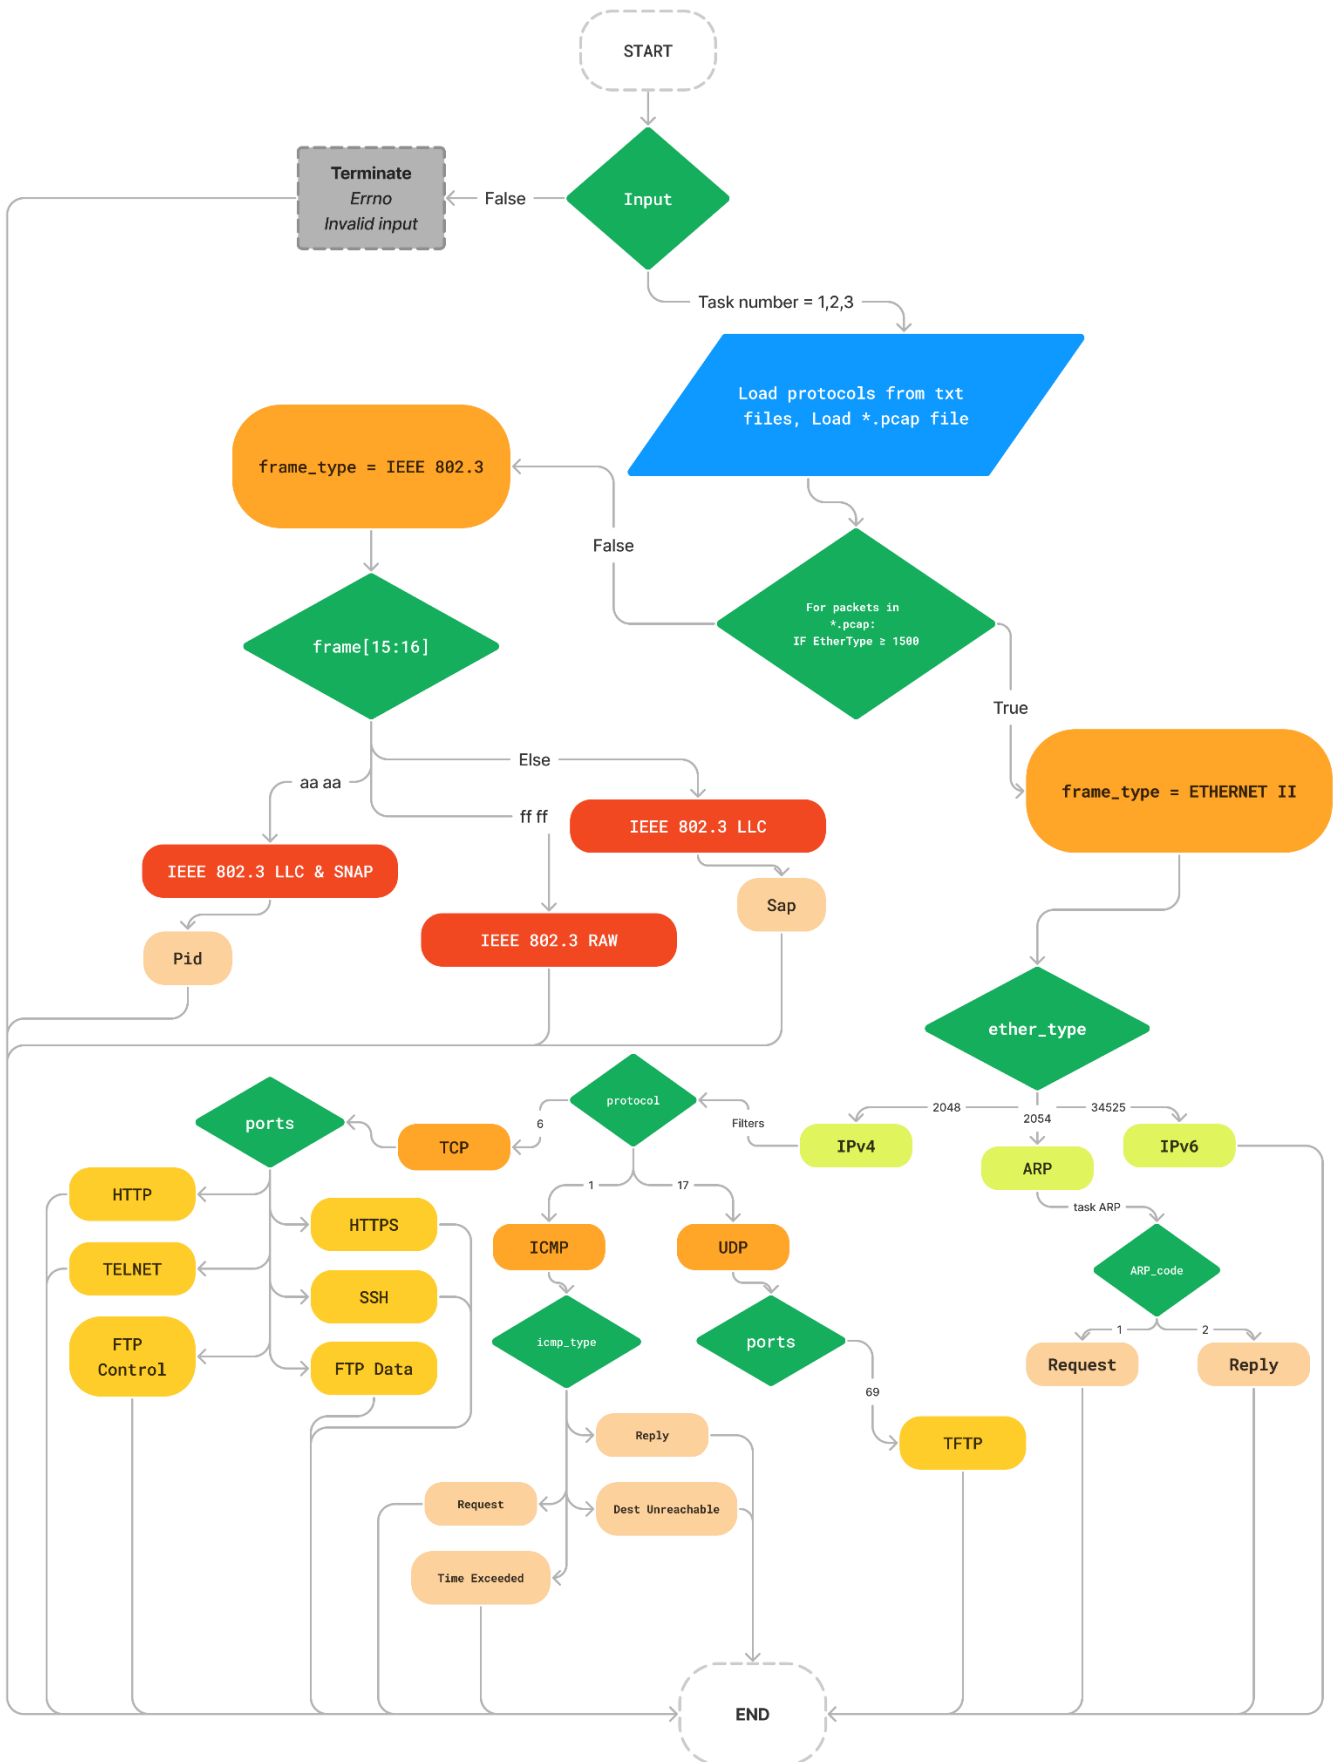 START
Terminate
Errno
Invalid input
False
Input
Task number = 1,2,3
Load protocols from txt
files, Load *.pcap file
frame_type = IEEE 802.3
False
For packets in
*.pcap:
IF EtherType ≥ 1500
frame[15:16]
True
Else
aa aa
frame_type = ETHERNET II
ff ff
IEEE 802.3 LLC
IEEE 802.3 LLC & SNAP
Sap
IEEE 802.3 RAW
Pid
ether_type
protocol
2048
2054
34525
ports
6
Filters
TCP
IPv4
IPv6
ARP
1
17
HTTP
task ARP
HTTPS
ICMP
UDP
TELNET
ARP_code
SSH
FTP
Control
icmp_type
ports
1
2
FTP Data
Request
Reply
69
Reply
TFTP
Request
Dest Unreachable
Time Exceeded
END